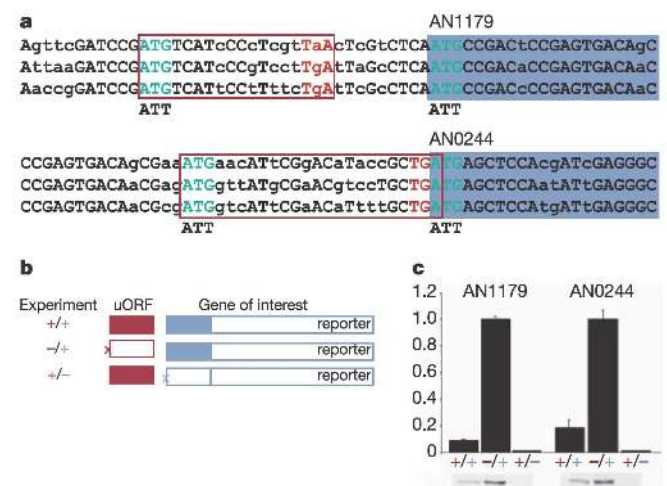 a
AN1179
AgttcGATCCGATGTCATcCCcTcgtTaAcTcGtCTCAATGCCGACtCCGAGTGACAgC
AttaaGATCCGATGTCATcCCgTcctTgAtTaGcCTCAATGCCGACaCCGAGTGACAaC
AaccgGATCCGATGTCATtCCtTttcTgAtTcGcCTCAATGCCGACcCCGAGTGACAaC
ATT ATT
AN0244
CCGAGTGACAgCGaaATGaacATtCGgACaTaccGCTGATGAGCTCCAcgATcGAGGGC
CCGAGTGACAaCGagATGgttATgCGaACgtccTGCTGATGAGCTCCAatATtGAGGGC
CCGAGTGACAaCGcgATGgtcATtCGaACaTtttGCTGATGAGCTCCAtgATtGAGGGC
ATT ATT
b
Experiment uORF Gene of interest
+/+ reporter
−/+ x reporter
+/− x reporter
c
AN1179 AN0244
1.2
1.0
0.8
0.6
0.4
0.2
0
+/+ −/+ +/− +/+ −/+ +/−